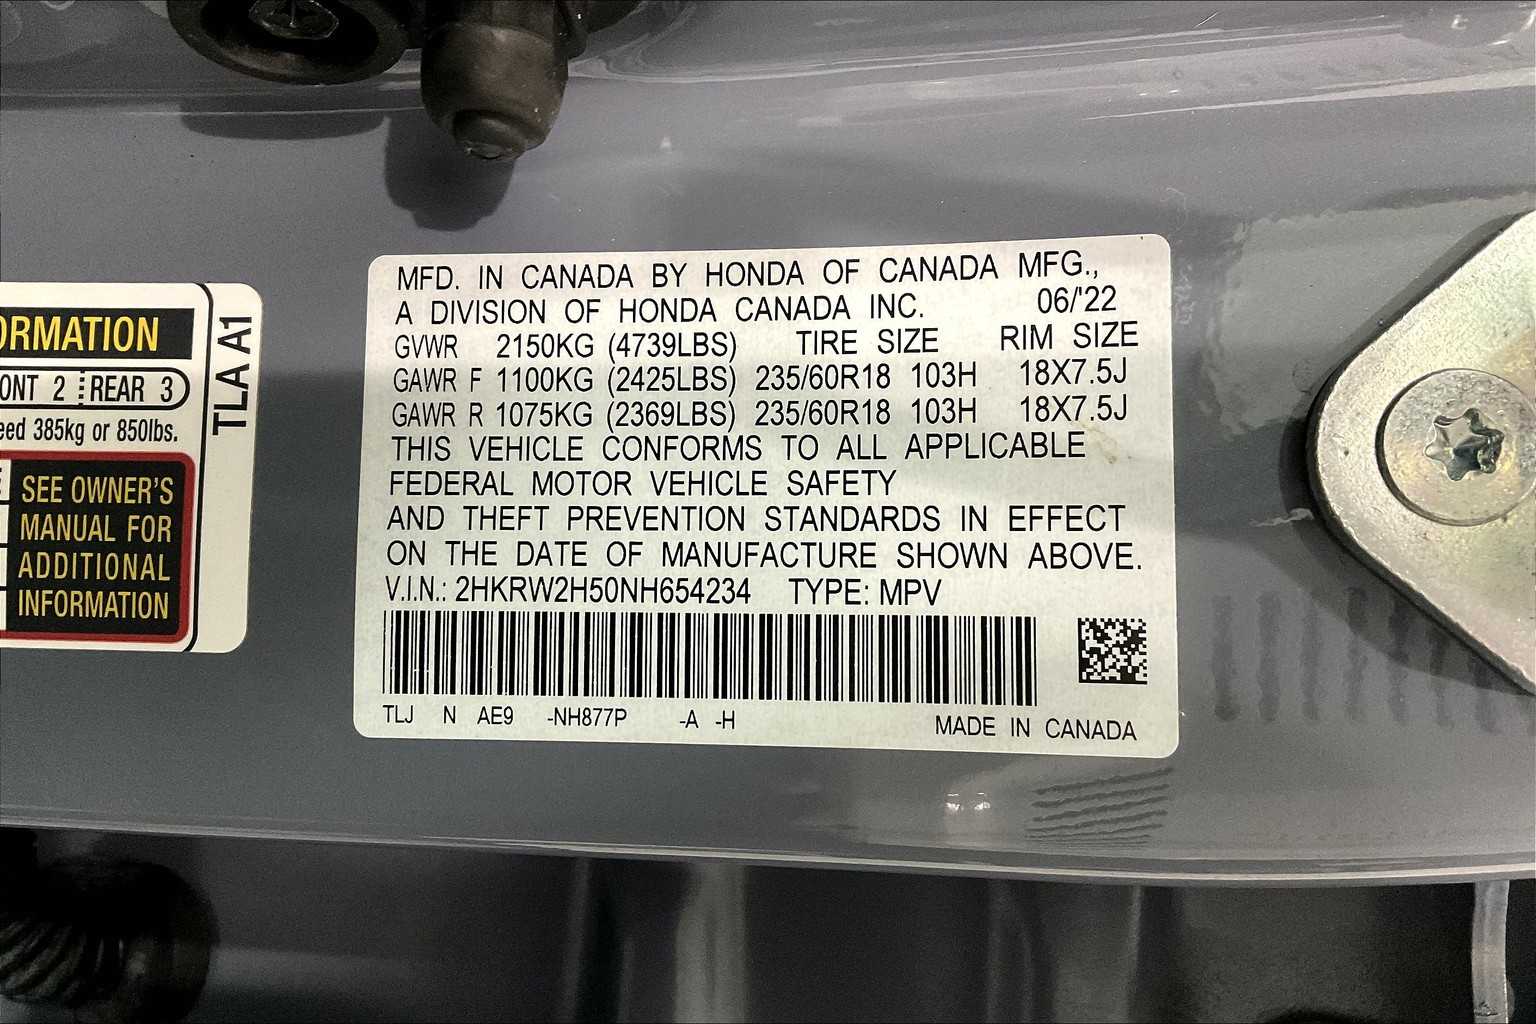 ORMATION
ONT 2 REAR 3
eed 385kg or 850lbs.
SEE OWNER'S
MANUAL FOR
ADDITIONAL
INFORMATION
TLA A1
MFD. IN CANADA BY HONDA OF CANADA MFG.,
A DIVISION OF HONDA CANADA INC. 06/'22
GVWR 2150KG (4739LBS) TIRE SIZE RIM SIZE
GAWR F 1100KG (2425LBS) 235/60R18 103H 18X7.5J
GAWR R 1075KG (2369LBS) 235/60R18 103H 18X7.5J
THIS VEHICLE CONFORMS TO ALL APPLICABLE
FEDERAL MOTOR VEHICLE SAFETY
AND THEFT PREVENTION STANDARDS IN EFFECT
ON THE DATE OF MANUFACTURE SHOWN ABOVE.
V.I.N.: 2HKRW2H50NH654234 TYPE: MPV
TLJ N AE9 -NH877P -A -H MADE IN CANADA